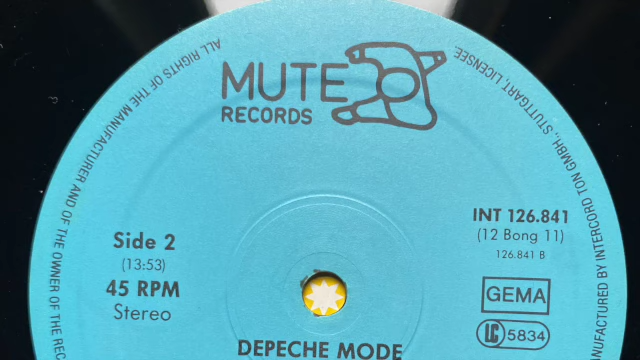 ALL RIGHTS OF THE MANUFACTURER AND OF THE OWNER OF THE REC
MANUFACTURED BY INTERCORD TON GMBH., STUTTGART, LICENSEE
MUTE
RECORDS
Side 2
(13:53)
45 RPM
Stereo
INT 126.841
(12 Bong 11)
126.841 B
GEMA
LC 5834
DEPECHE MODE